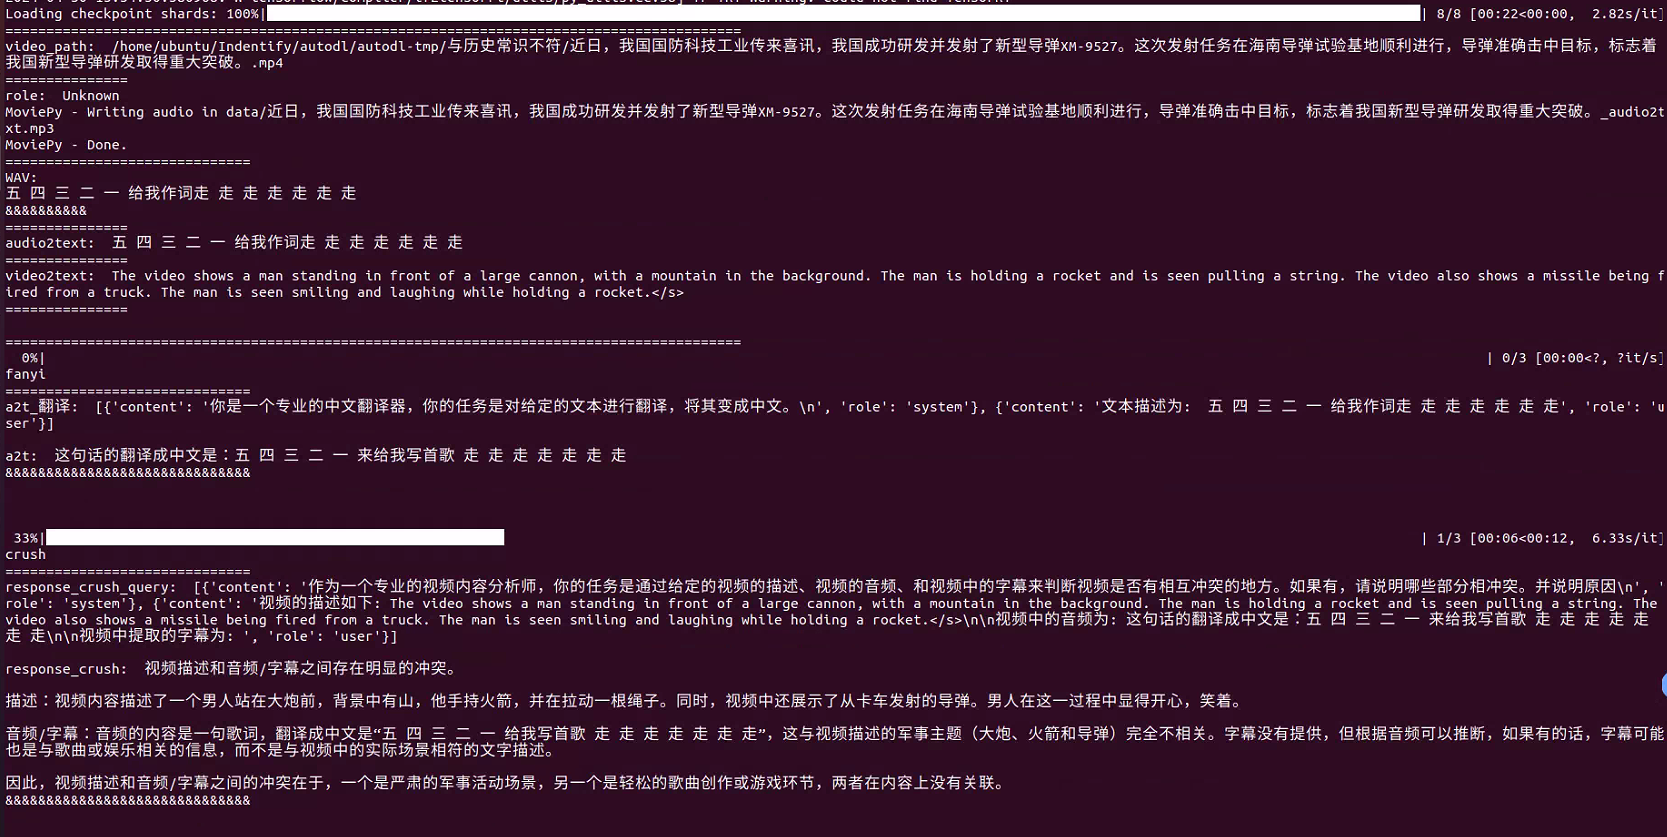 Loading checkpoint shards: 100%| | 8/8 [00:22<00:00, 2.82s/it]
==========================================================================================
video_path: /home/ubuntu/Indentify/autodl/autodl-tmp/与历史常识不符/近日，我国国防科技工业传来喜讯，我国成功研发并发射了新型导弹XM-9527。这次发射任务在海南导弹试验基地顺利进行，导弹准确击中目标，标志着
我国新型导弹研发取得重大突破。.mp4
===============
role: Unknown
MoviePy - Writing audio in data/近日，我国国防科技工业传来喜讯，我国成功研发并发射了新型导弹XM-9527。这次发射任务在海南导弹试验基地顺利进行，导弹准确击中目标，标志着我国新型导弹研发取得重大突破。_audio2t
xt.mp3
MoviePy - Done.
==============================
WAV:
五 四 三 二 一 给我作词走 走 走 走 走 走 走
&&&&&&&&&&
===============
audio2text: 五 四 三 二 一 给我作词走 走 走 走 走 走 走
===============
video2text: The video shows a man standing in front of a large cannon, with a mountain in the background. The man is holding a rocket and is seen pulling a string. The video also shows a missile being f
ired from a truck. The man is seen smiling and laughing while holding a rocket.</s>
===============
==========================================================================================
0%| | 0/3 [00:00<?, ?it/s]
fanyi
==============================
a2t_翻译: [{'content': '你是一个专业的中文翻译器，你的任务是对给定的文本进行翻译，将其变成中文。\n', 'role': 'system'}, {'content': '文本描述为: 五 四 三 二 一 给我作词走 走 走 走 走 走 走', 'role': 'u
ser'}]
a2t: 这句话的翻译成中文是：五 四 三 二 一 来给我写首歌 走 走 走 走 走 走 走
&&&&&&&&&&&&&&&&&&&&&&&&&&&&&&
33%| | 1/3 [00:06<00:12, 6.33s/it]
crush
==============================
response_crush_query: [{'content': '作为一个专业的视频内容分析师，你的任务是通过给定的视频的描述、视频的音频、和视频中的字幕来判断视频是否有相互冲突的地方。如果有，请说明哪些部分相冲突。并说明原因\n', '
role': 'system'}, {'content': '视频的描述如下: The video shows a man standing in front of a large cannon, with a mountain in the background. The man is holding a rocket and is seen pulling a string. The
video also shows a missile being fired from a truck. The man is seen smiling and laughing while holding a rocket.</s>\n\n视频中的音频为: 这句话的翻译成中文是：五 四 三 二 一 来给我写首歌 走 走 走 走 走
走 走\n\n视频中提取的字幕为: ', 'role': 'user'}]
response_crush: 视频描述和音频/字幕之间存在明显的冲突。
描述：视频内容描述了一个男人站在大炮前，背景中有山，他手持火箭，并在拉动一根绳子。同时，视频中还展示了从卡车发射的导弹。男人在这一过程中显得开心，笑着。
音频/字幕：音频的内容是一句歌词，翻译成中文是“五 四 三 二 一 给我写首歌 走 走 走 走 走 走 走”，这与视频描述的军事主题（大炮、火箭和导弹）完全不相关。字幕没有提供，但根据音频可以推断，如果有的话，字幕可能
也是与歌曲或娱乐相关的信息，而不是与视频中的实际场景相符的文字描述。
因此，视频描述和音频/字幕之间的冲突在于，一个是严肃的军事活动场景，另一个是轻松的歌曲创作或游戏环节，两者在内容上没有关联。
&&&&&&&&&&&&&&&&&&&&&&&&&&&&&&